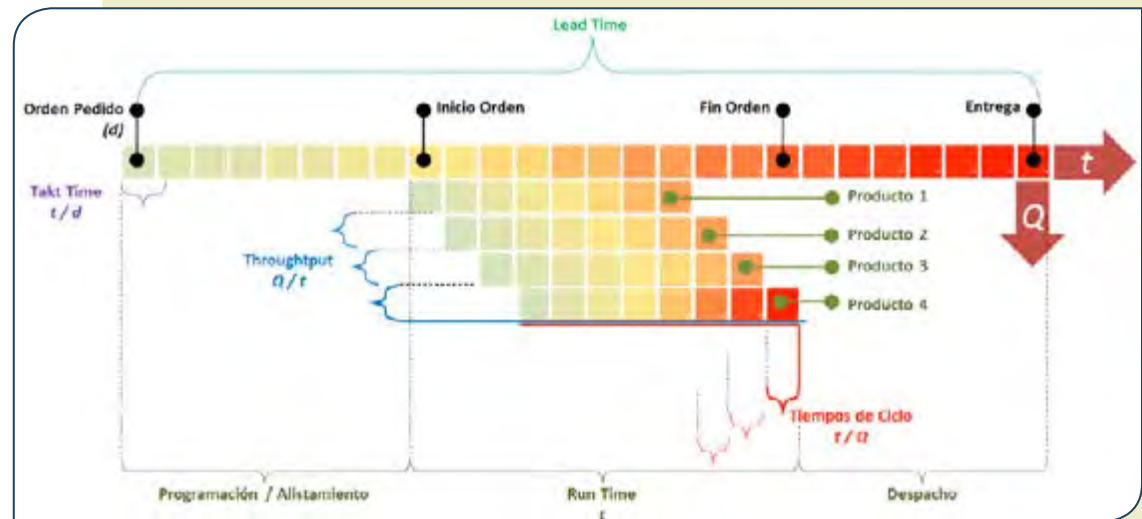 Lead Time
Orden Pedido
(d)
Inicio Orden
Fin Orden
Entrega
t
Takt Time
t / d
Q
Producto 1
Producto 2
Producto 3
Producto 4
Throughtput
Q / t
Tiempos de Ciclo
t / Q
Programación / Alistamiento
Run Time
t
Despacho